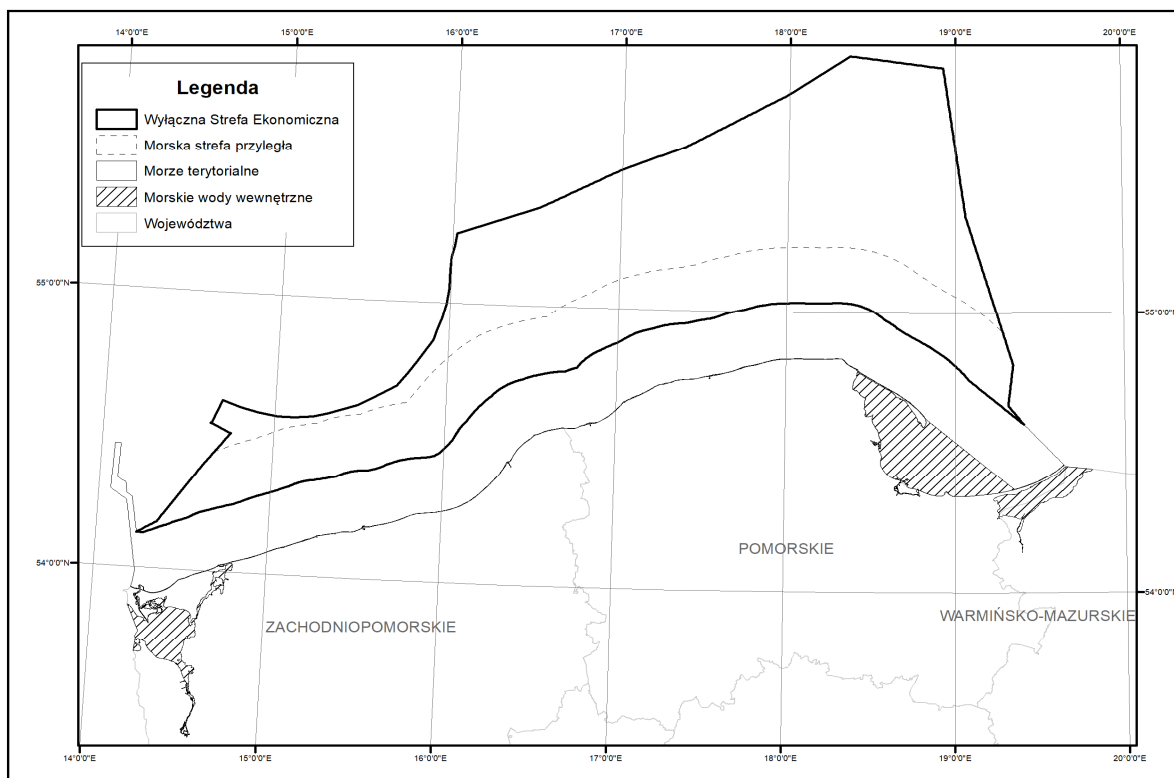 14°0'0"E 15°0'0"E 16°0'0"E 17°0'0"E 18°0'0"E 19°0'0"E 20°0'0"E
Legenda
Wyłączna Strefa Ekonomiczna
Morska strefa przyległa
Morze terytorialne
Morskie wody wewnętrzne
Województwa
55°0'0"N
55°0'0"N
POMORSKIE
54°0'0"N
54°0'0"N
WARMIŃSKO-MAZURSKIE
ZACHODNIOPOMORSKIE
14°0'0"E 15°0'0"E 16°0'0"E 17°0'0"E 18°0'0"E 19°0'0"E 20°0'0"E